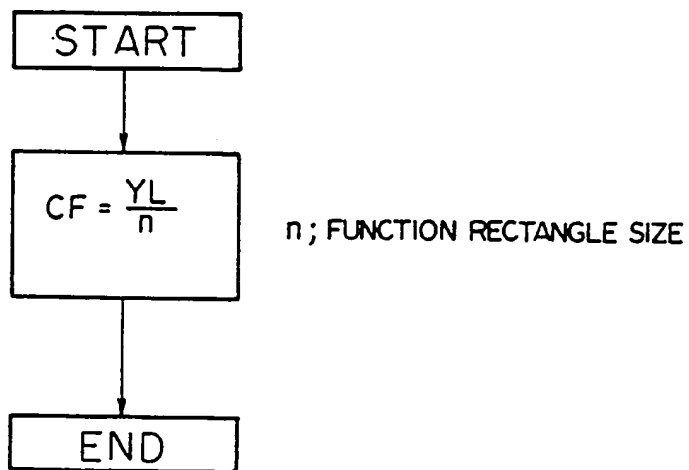 START
CF = YL/n
n; FUNCTION RECTANGLE SIZE
END